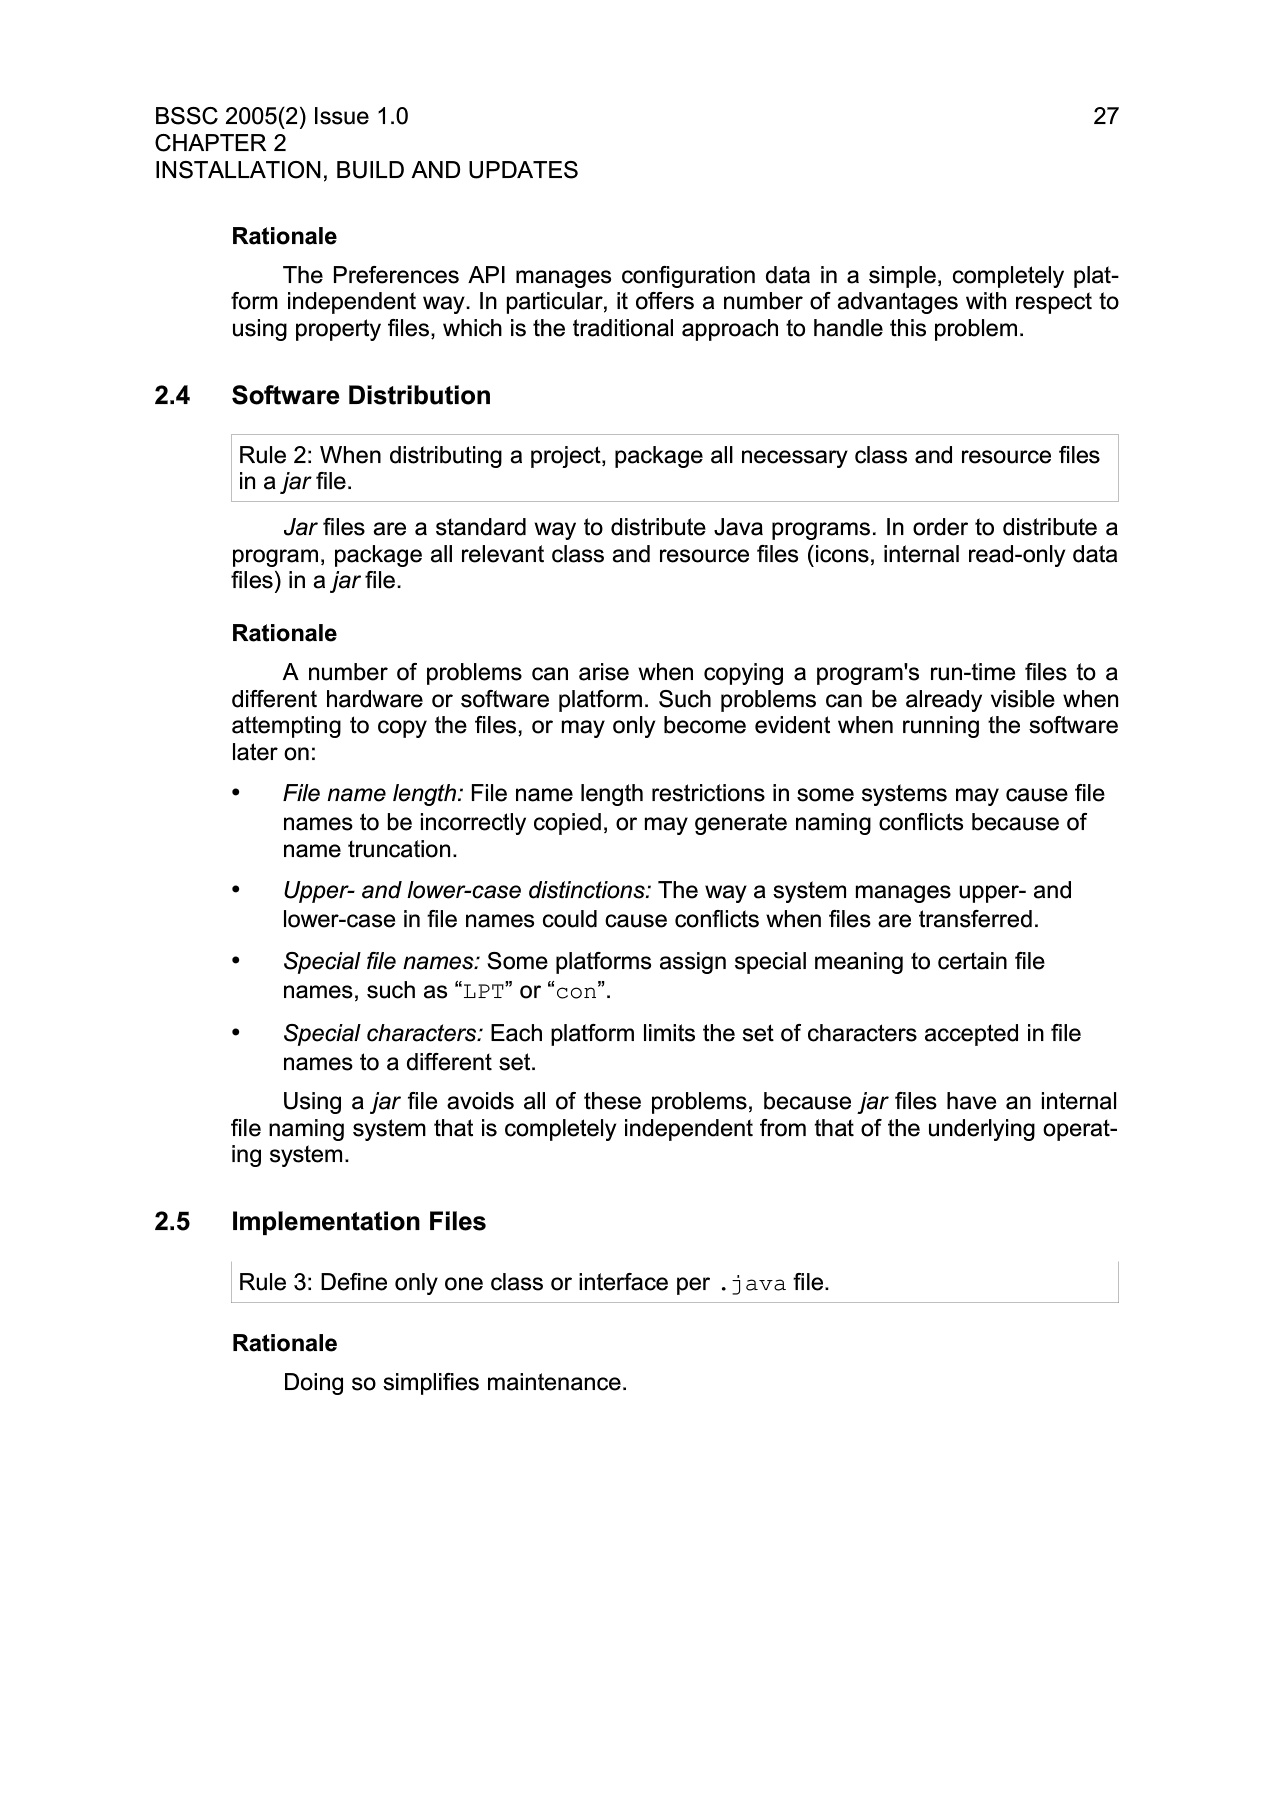 BSSC 2005(2) Issue 1.0 27
CHAPTER 2
INSTALLATION, BUILD AND UPDATES
Rationale
The Preferences API manages configuration data in a simple, completely plat-
form independent way. In particular, it offers a number of advantages with respect to
using property files, which is the traditional approach to handle this problem.
2.4 Software Distribution
Rule 2: When distributing a project, package all necessary class and resource files
in a jar file.
Jar files are a standard way to distribute Java programs. In order to distribute a
program, package all relevant class and resource files (icons, internal read-only data
files) in a jar file.
Rationale
A number of problems can arise when copying a program's run-time files to a
different hardware or software platform. Such problems can be already visible when
attempting to copy the files, or may only become evident when running the software
later on:
• File name length: File name length restrictions in some systems may cause file
names to be incorrectly copied, or may generate naming conflicts because of
name truncation.
• Upper- and lower-case distinctions: The way a system manages upper- and
lower-case in file names could cause conflicts when files are transferred.
• Special file names: Some platforms assign special meaning to certain file
names, such as “LPT” or “con”.
• Special characters: Each platform limits the set of characters accepted in file
names to a different set.
Using a jar file avoids all of these problems, because jar files have an internal
file naming system that is completely independent from that of the underlying operat-
ing system.
2.5 Implementation Files
Rule 3: Define only one class or interface per .java file.
Rationale
Doing so simplifies maintenance.